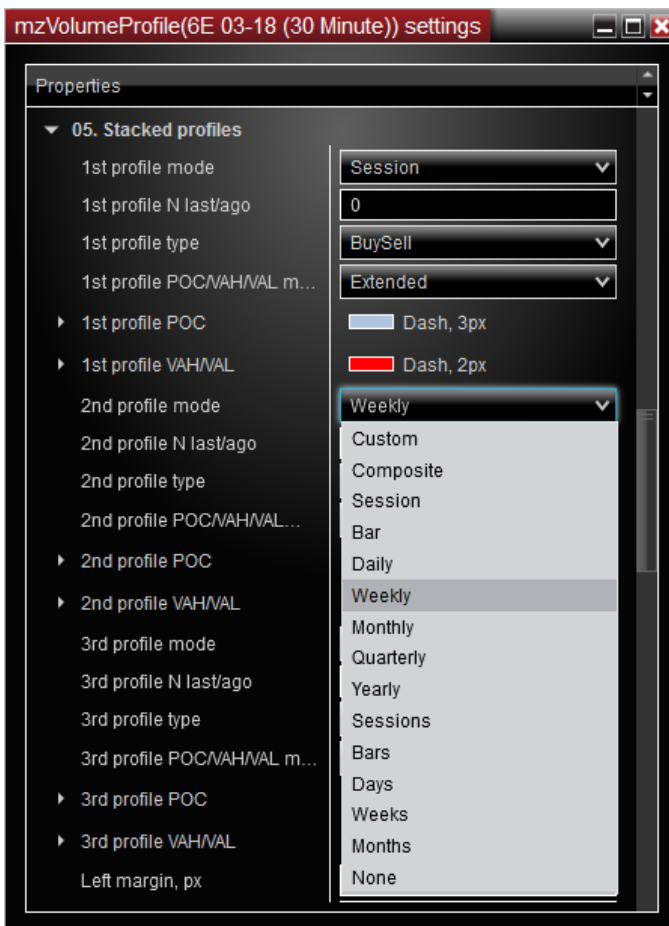 mzVolumeProfile(6E 03-18 (30 Minute)) settings
Properties
05. Stacked profiles
1st profile mode Session
1st profile N last/ago 0
1st profile type BuySell
1st profile POC/VAH/VAL m... Extended
1st profile POC Dash, 3px
1st profile VAH/VAL Dash, 2px
2nd profile mode Weekly
2nd profile N last/ago
2nd profile type
2nd profile POC/VAH/VAL...
2nd profile POC
2nd profile VAH/VAL
3rd profile mode
3rd profile N last/ago
3rd profile type
3rd profile POC/VAH/VAL m...
3rd profile POC
3rd profile VAH/VAL
Left margin, px
Custom
Composite
Session
Bar
Daily
Weekly
Monthly
Quarterly
Yearly
Sessions
Bars
Days
Weeks
Months
None